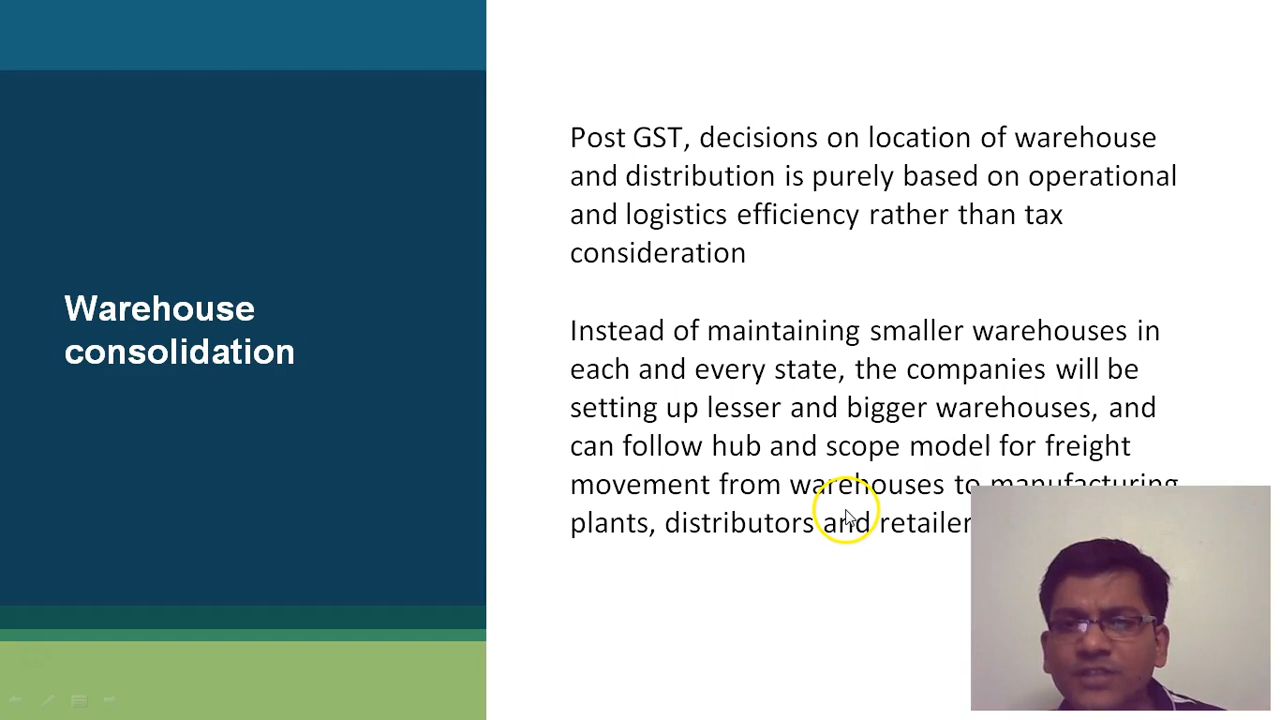 Warehouse
consolidation
Post GST, decisions on location of warehouse
and distribution is purely based on operational
and logistics efficiency rather than tax
consideration
Instead of maintaining smaller warehouses in
each and every state, the companies will be
setting up lesser and bigger warehouses, and
can follow hub and scope model for freight
movement from warehouses to manufacturing
plants, distributors and retailer